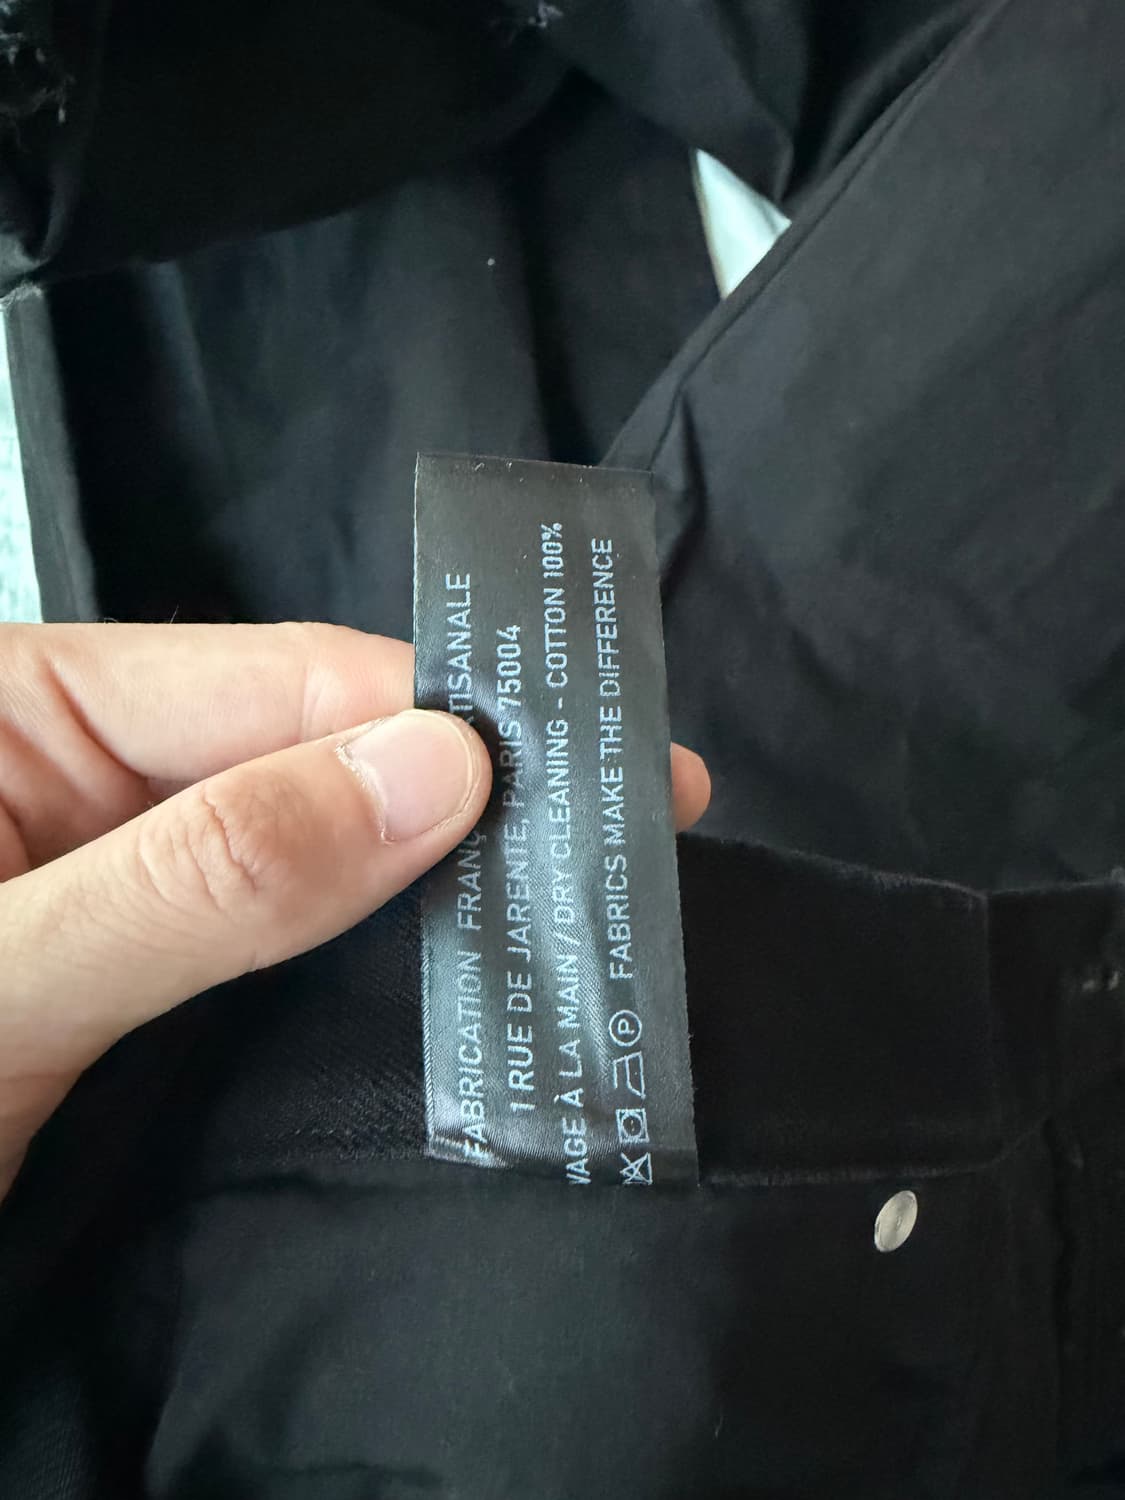 FABRICATION FRANÇ TISANALE
1 RUE DE JARENTE, PARIS 75004
VAGE À LA MAIN / DRY CLEANING - COTTON 100%
P FABRICS MAKE THE DIFFERENCE